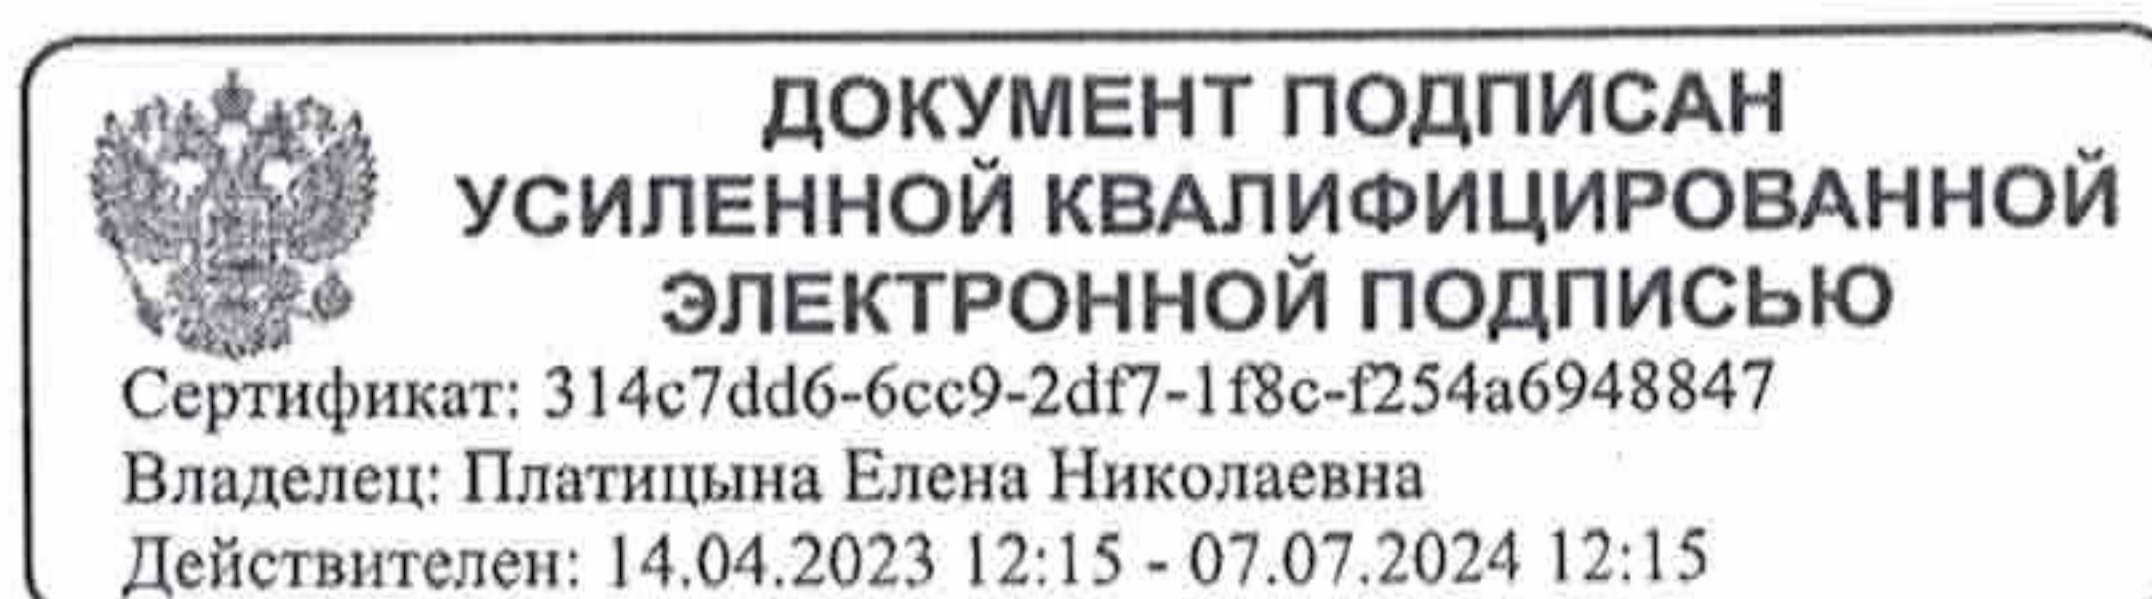 ДОКУМЕНТ ПОДПИСАН
УСИЛЕННОЙ КВАЛИФИЦИРОВАННОЙ
ЭЛЕКТРОННОЙ ПОДПИСЬЮ
Сертификат: 314c7dd6-6cc9-2df7-1f8c-f254a6948847
Владелец: Платицына Елена Николаевна
Действителен: 14.04.2023 12:15 - 07.07.2024 12:15